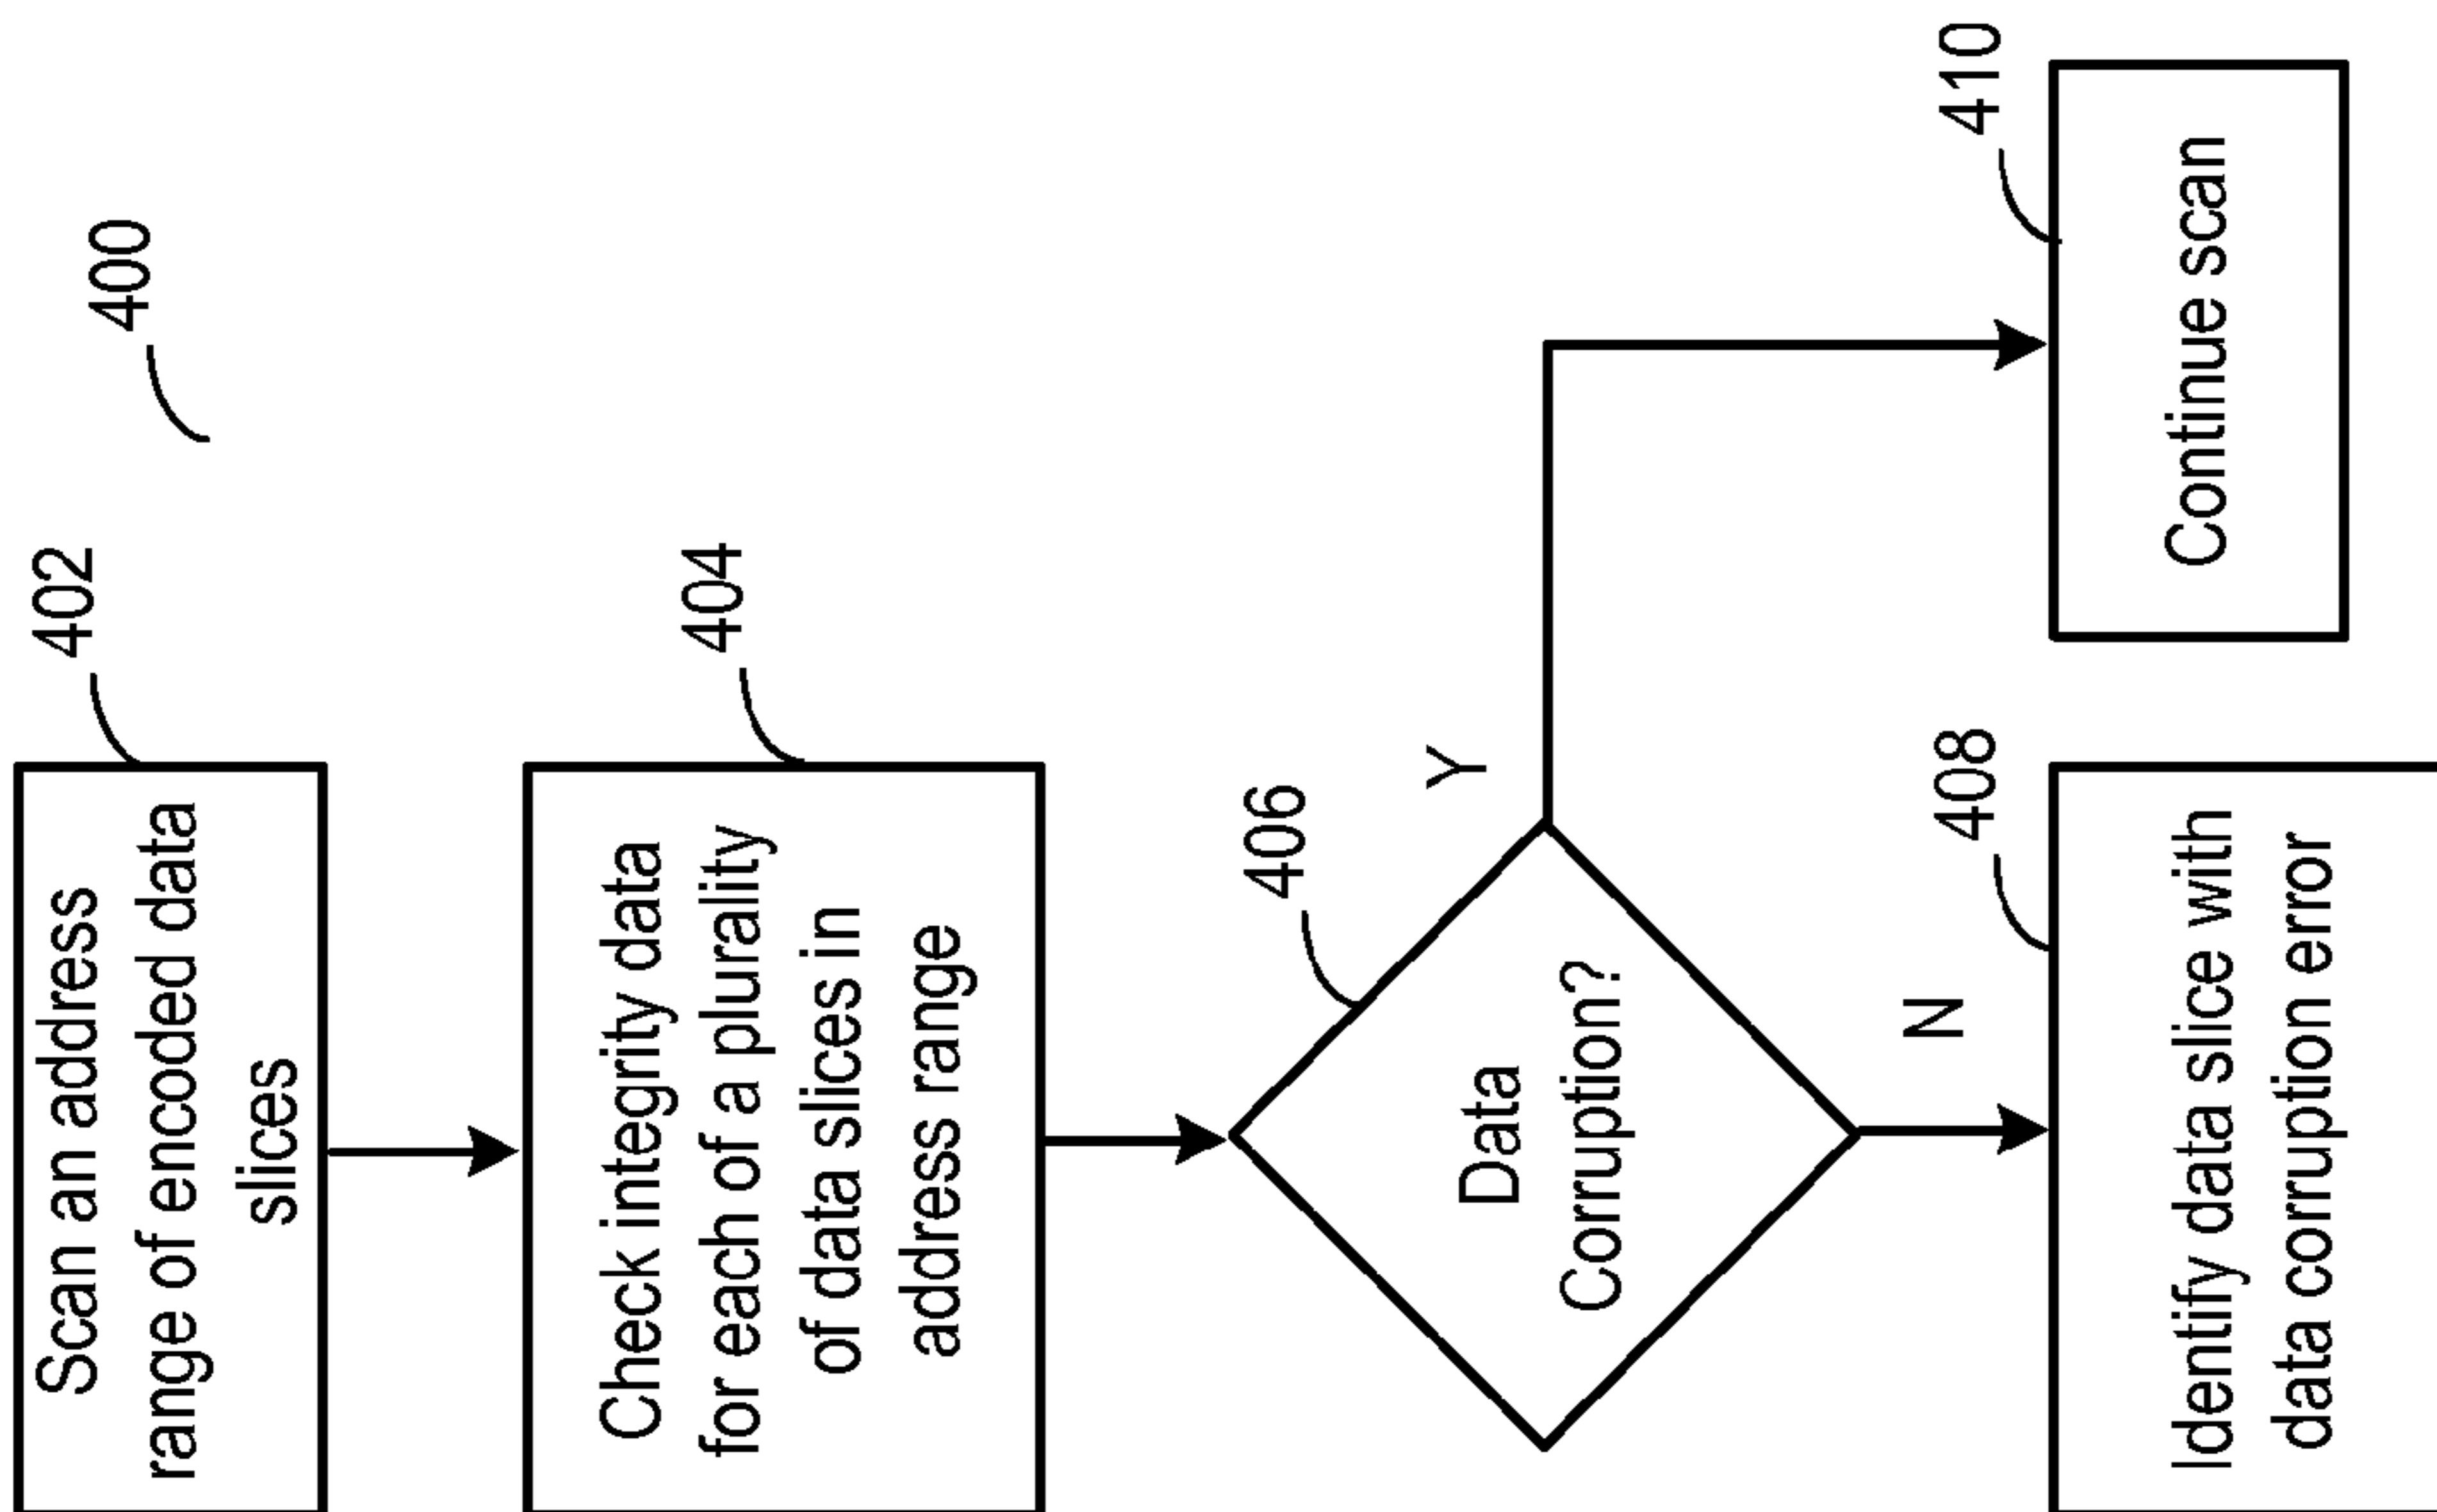 400
402
Scan an address
range of encoded data
slices
404
Check integrity data
for each of a plurality
of data slices in
address range
406
Data
Corruption?
Y
N
408
Identify data slice with
data corruption error
410
Continue scan